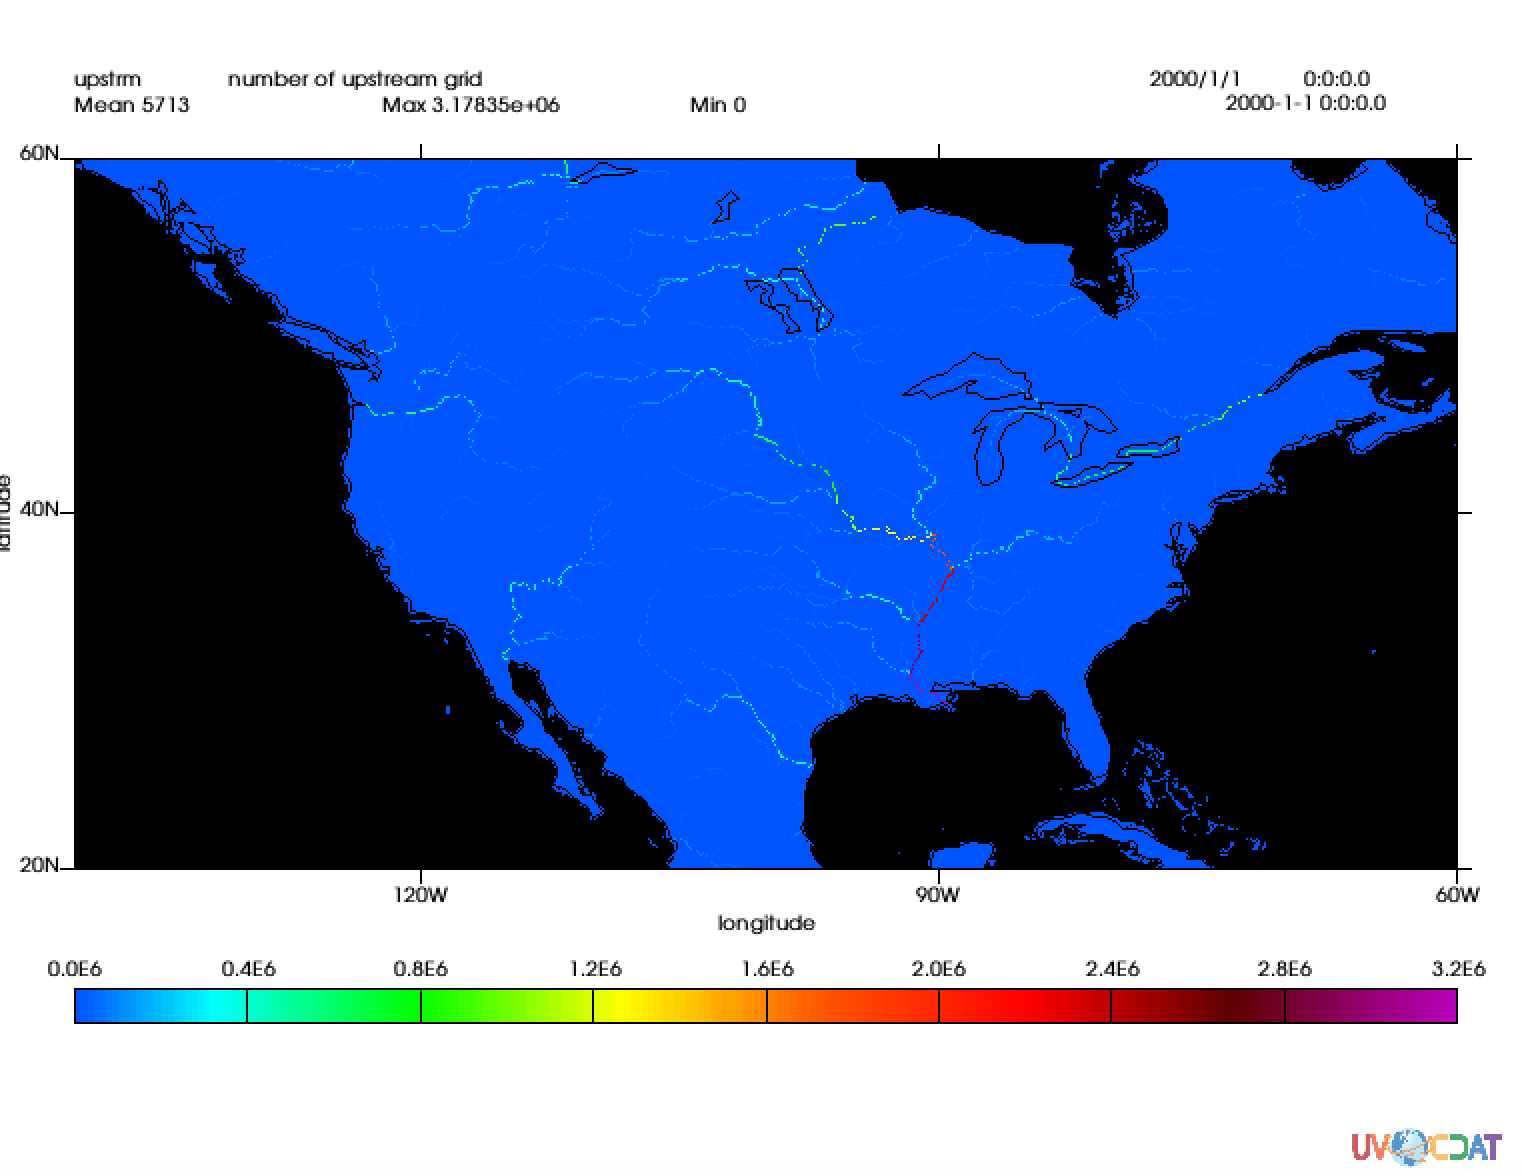 upstrm number of upstream grid 2000/1/1 0:0:0.0
Mean 5713 Max 3.17835e+06 Min 0 2000-1-1 0:0:0.0
60N
latitude
40N
20N
120W 90W 60W
longitude
0.0E6 0.4E6 0.8E6 1.2E6 1.6E6 2.0E6 2.4E6 2.8E6 3.2E6
UV CDAT